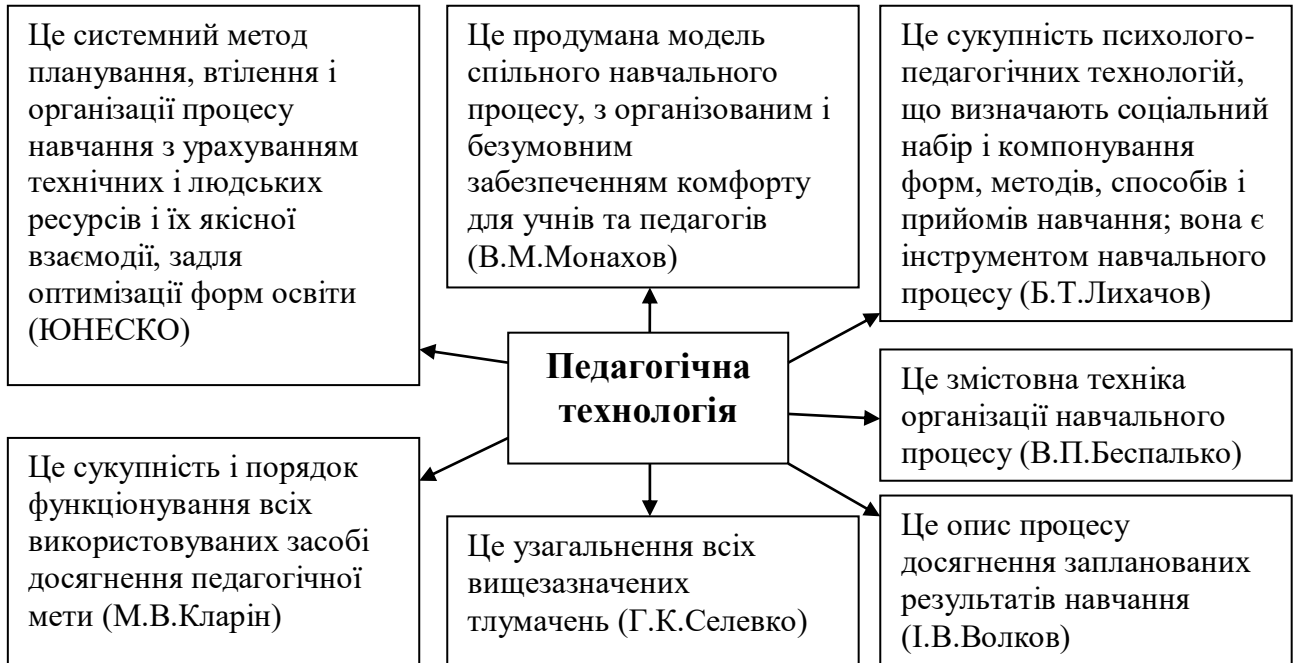 Це системний метод
планування, втілення і
організації процесу
навчання з урахуванням
технічних і людських
ресурсів і їх якісної
взаємодії, задля
оптимізації форм освіти
(ЮНЕСКО)
Це продумана модель
спільного навчального
процесу, з організованим і
безумовним
забезпеченням комфорту
для учнів та педагогів
(В.М.Монахов)
Це сукупність психолого-
педагогічних технологій,
що визначають соціальний
набір і компонування
форм, методів, способів і
прийомів навчання; вона є
інструментом навчального
процесу (Б.Т.Лихачов)
Педагогічна
технологія
Це змістовна техніка
організації навчального
процесу (В.П.Беспалько)
Це сукупність і порядок
функціонування всіх
використовуваних засобі
досягнення педагогічної
мети (М.В.Кларін)
Це узагальнення всіх
вищезазначених
тлумачень (Г.К.Селевко)
Це опис процесу
досягнення запланованих
результатів навчання
(І.В.Волков)